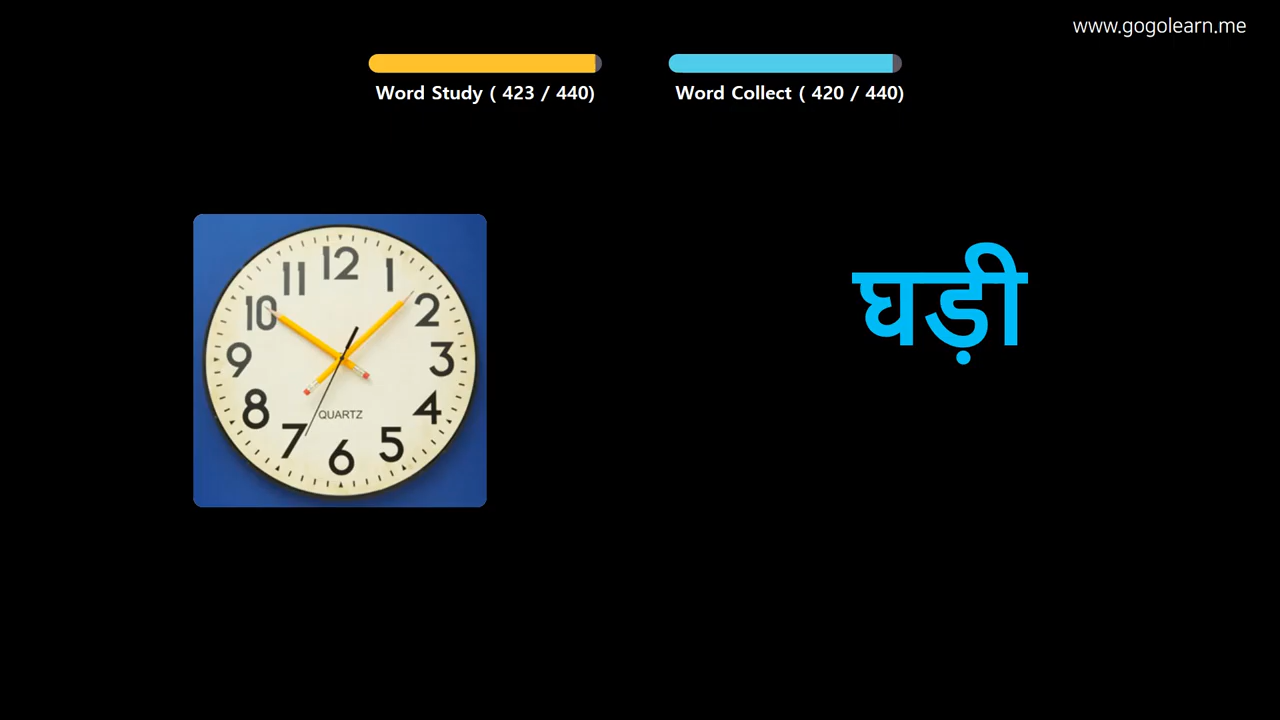 www.gogolearn.me
Word Study ( 423 / 440)
Word Collect ( 420 / 440)
12
11
1
10
2
9
3
8
4
7
5
6
QUARTZ
घड़ी